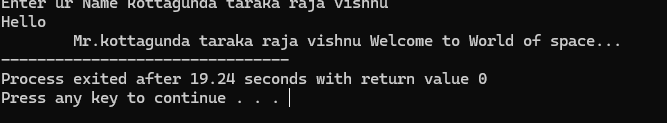 Enter ur Name kottagunda taraka raja vishnu
Hello
Mr.kottagunda taraka raja vishnu Welcome to World of space...
--------------------------------
Process exited after 19.24 seconds with return value 0
Press any key to continue . . .